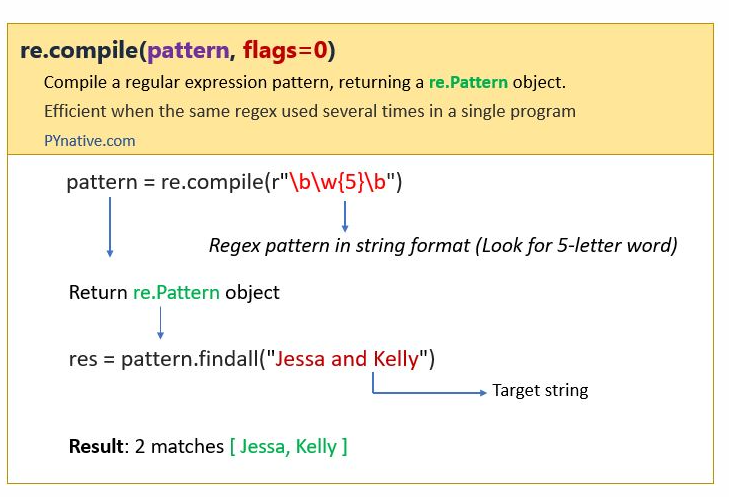 re.compile(pattern, flags=0)
Compile a regular expression pattern, returning a re.Pattern object.
Efficient when the same regex used several times in a single program
PYnative.com
pattern = re.compile(r"\b\w{5}\b")
Regex pattern in string format (Look for 5-letter word)
Return re.Pattern object
res = pattern.findall("Jessa and Kelly")
Target string
Result: 2 matches [ Jessa, Kelly ]